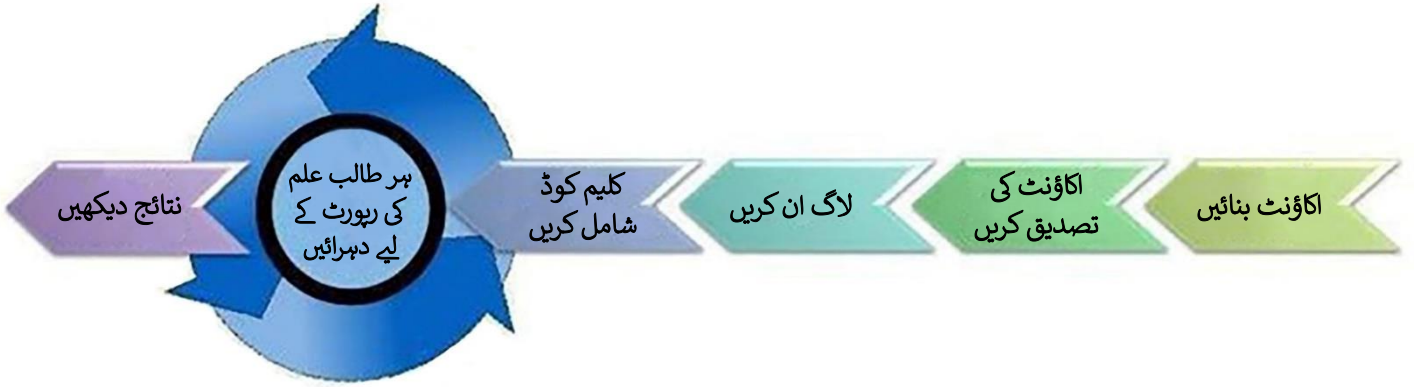 اکاؤنٹ بنائیں
اکاؤنٹ کی
تصدیق کریں
لاگ ان کریں
کلیم کوڈ
شامل کریں
ہر طالب علم
کی رپورٹ کے
لیے دہرائیں
نتائج دیکھیں